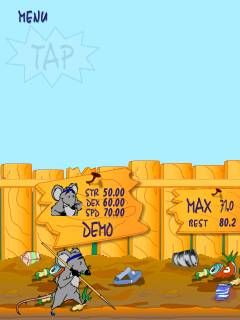 MENU
TAP
STR 50.00
DEX 60.00
SPD 70.00
DEMO
MAX 71.0
BEST 80.2